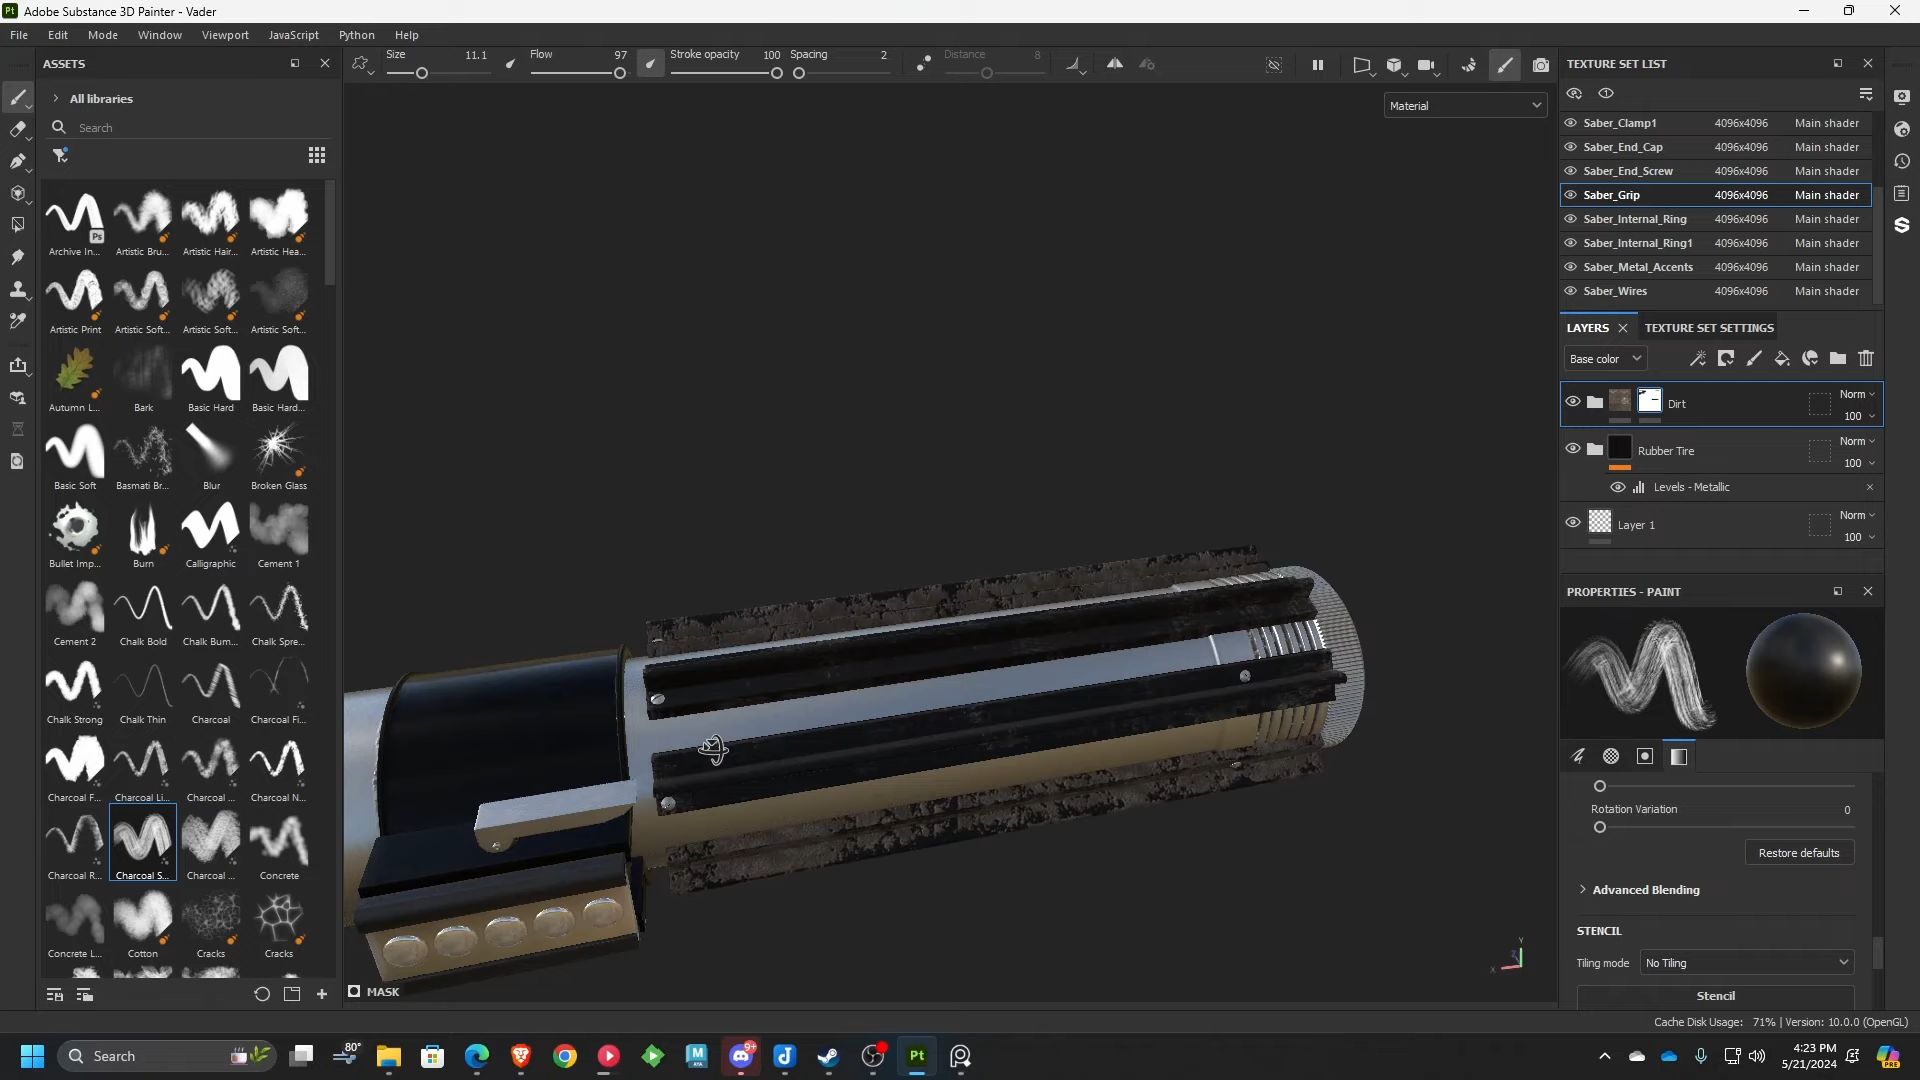 Adobe Substance 3D Painter - Vader
File Edit Mode Window Viewport JavaScript Python Help
ASSETS
Size 11.1 Flow 97 Stroke opacity 100 Spacing 2 Distance 8
Material
All libraries
Search
Archive In... Artistic Bru... Artistic Hair... Artistic Hea...
Artistic Print Artistic Soft... Artistic Soft... Artistic Soft...
Autumn L... Bark Basic Hard Basic Hard...
Basic Soft Basmati Br... Blur Broken Glass
Bullet Imp... Burn Calligraphic Cement 1
Cement 2 Chalk Bold Chalk Bum... Chalk Spre...
Chalk Strong Chalk Thin Charcoal Charcoal Fi...
Charcoal F... Charcoal Li... Charcoal ... Charcoal N...
Charcoal R... Charcoal S... Charcoal ... Concrete
Concrete L... Cotton Cracks Cracks
MASK
Y
X
TEXTURE SET LIST
Saber_Clamp1 4096x4096 Main shader
Saber_End_Cap 4096x4096 Main shader
Saber_End_Screw 4096x4096 Main shader
Saber_Grip 4096x4096 Main shader
Saber_Internal_Ring 4096x4096 Main shader
Saber_Internal_Ring1 4096x4096 Main shader
Saber_Metal_Accents 4096x4096 Main shader
Saber_Wires 4096x4096 Main shader
LAYERS TEXTURE SET SETTINGS
Base color
Dirt Norm 100
Rubber Tire Norm 100
Levels - Metallic
Layer 1 Norm 100
PROPERTIES - PAINT
Rotation Variation 0
Restore defaults
Advanced Blending
STENCIL
Tiling mode No Tiling
Stencil
Cache Disk Usage: 71% | Version: 10.0.0 (OpenGL)
Search
80°
9+
Pt
4:23 PM
5/21/2024